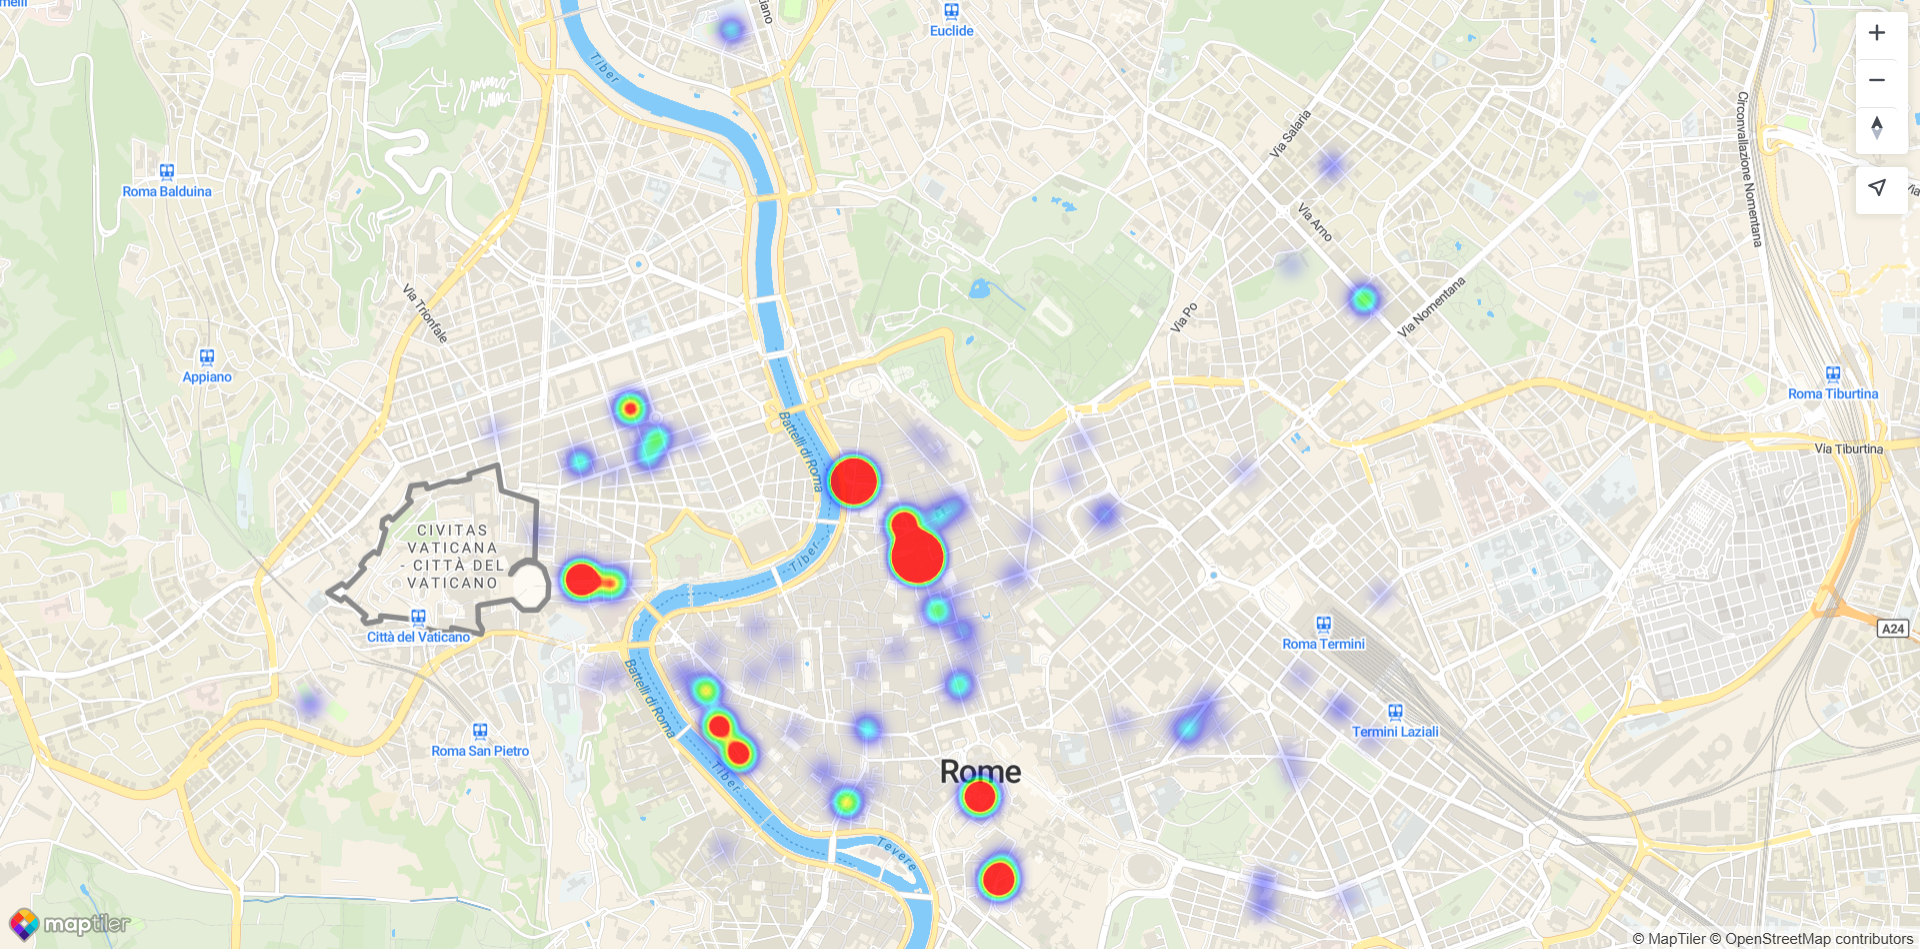 Euclide
Tiber
Via Salaria
Circonvallazione Nomentana
Roma Balduina
Via Arno
Via Trionfale
Via Po
Via Nomentana
Appiano
Roma Tiburtina
Battelli di Roma
Via Tiburtina
CIVITAS
VATICANA
- CITTÀ DEL
VATICANO
Tiber
Città del Vaticano
Roma Termini
A24
Battelli di Roma
Termini Laziali
Roma San Pietro
Tiber
Rome
Tevere
maptiler
© MapTiler © OpenStreetMap contributors